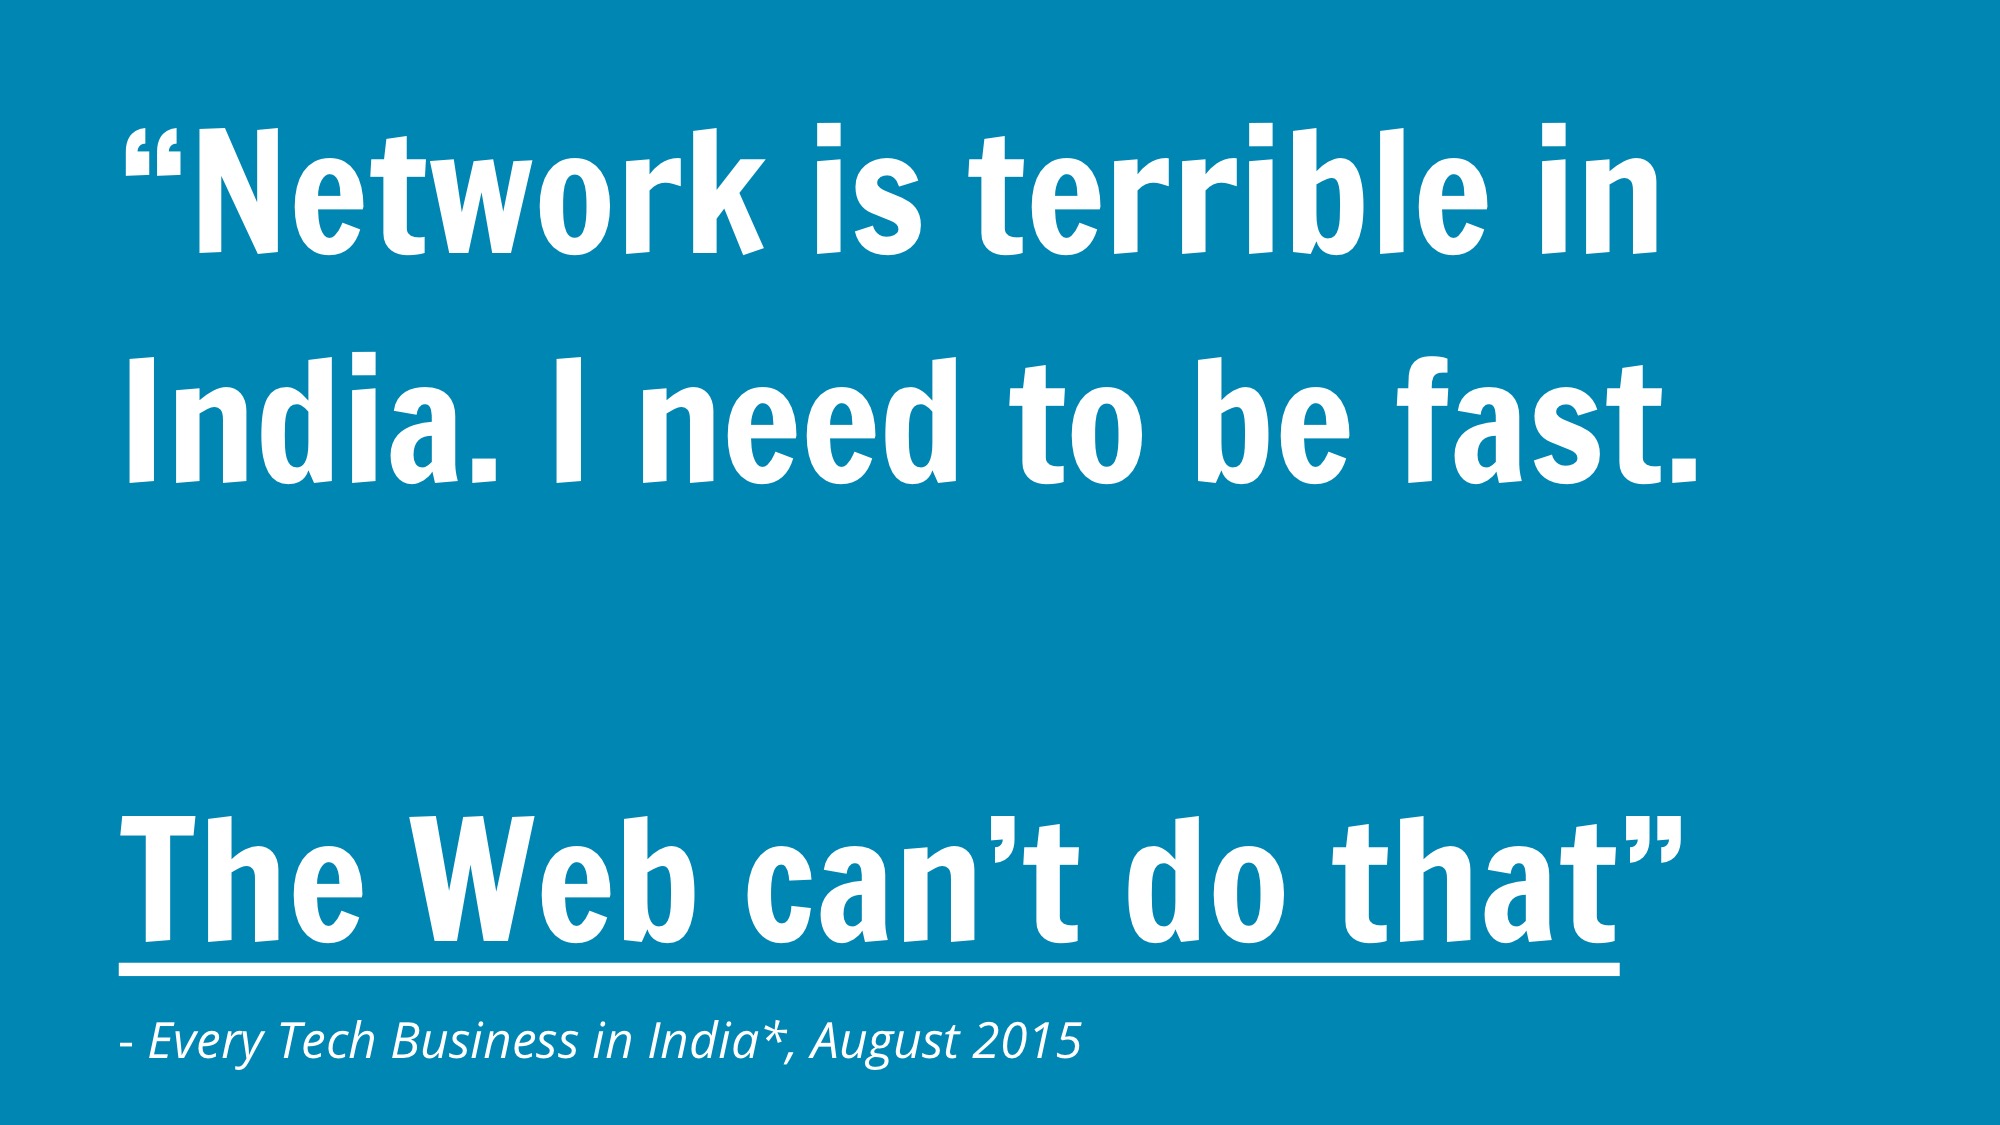 “Network is terrible in
India. I need to be fast.
The Web can’t do that”
- Every Tech Business in India*, August 2015